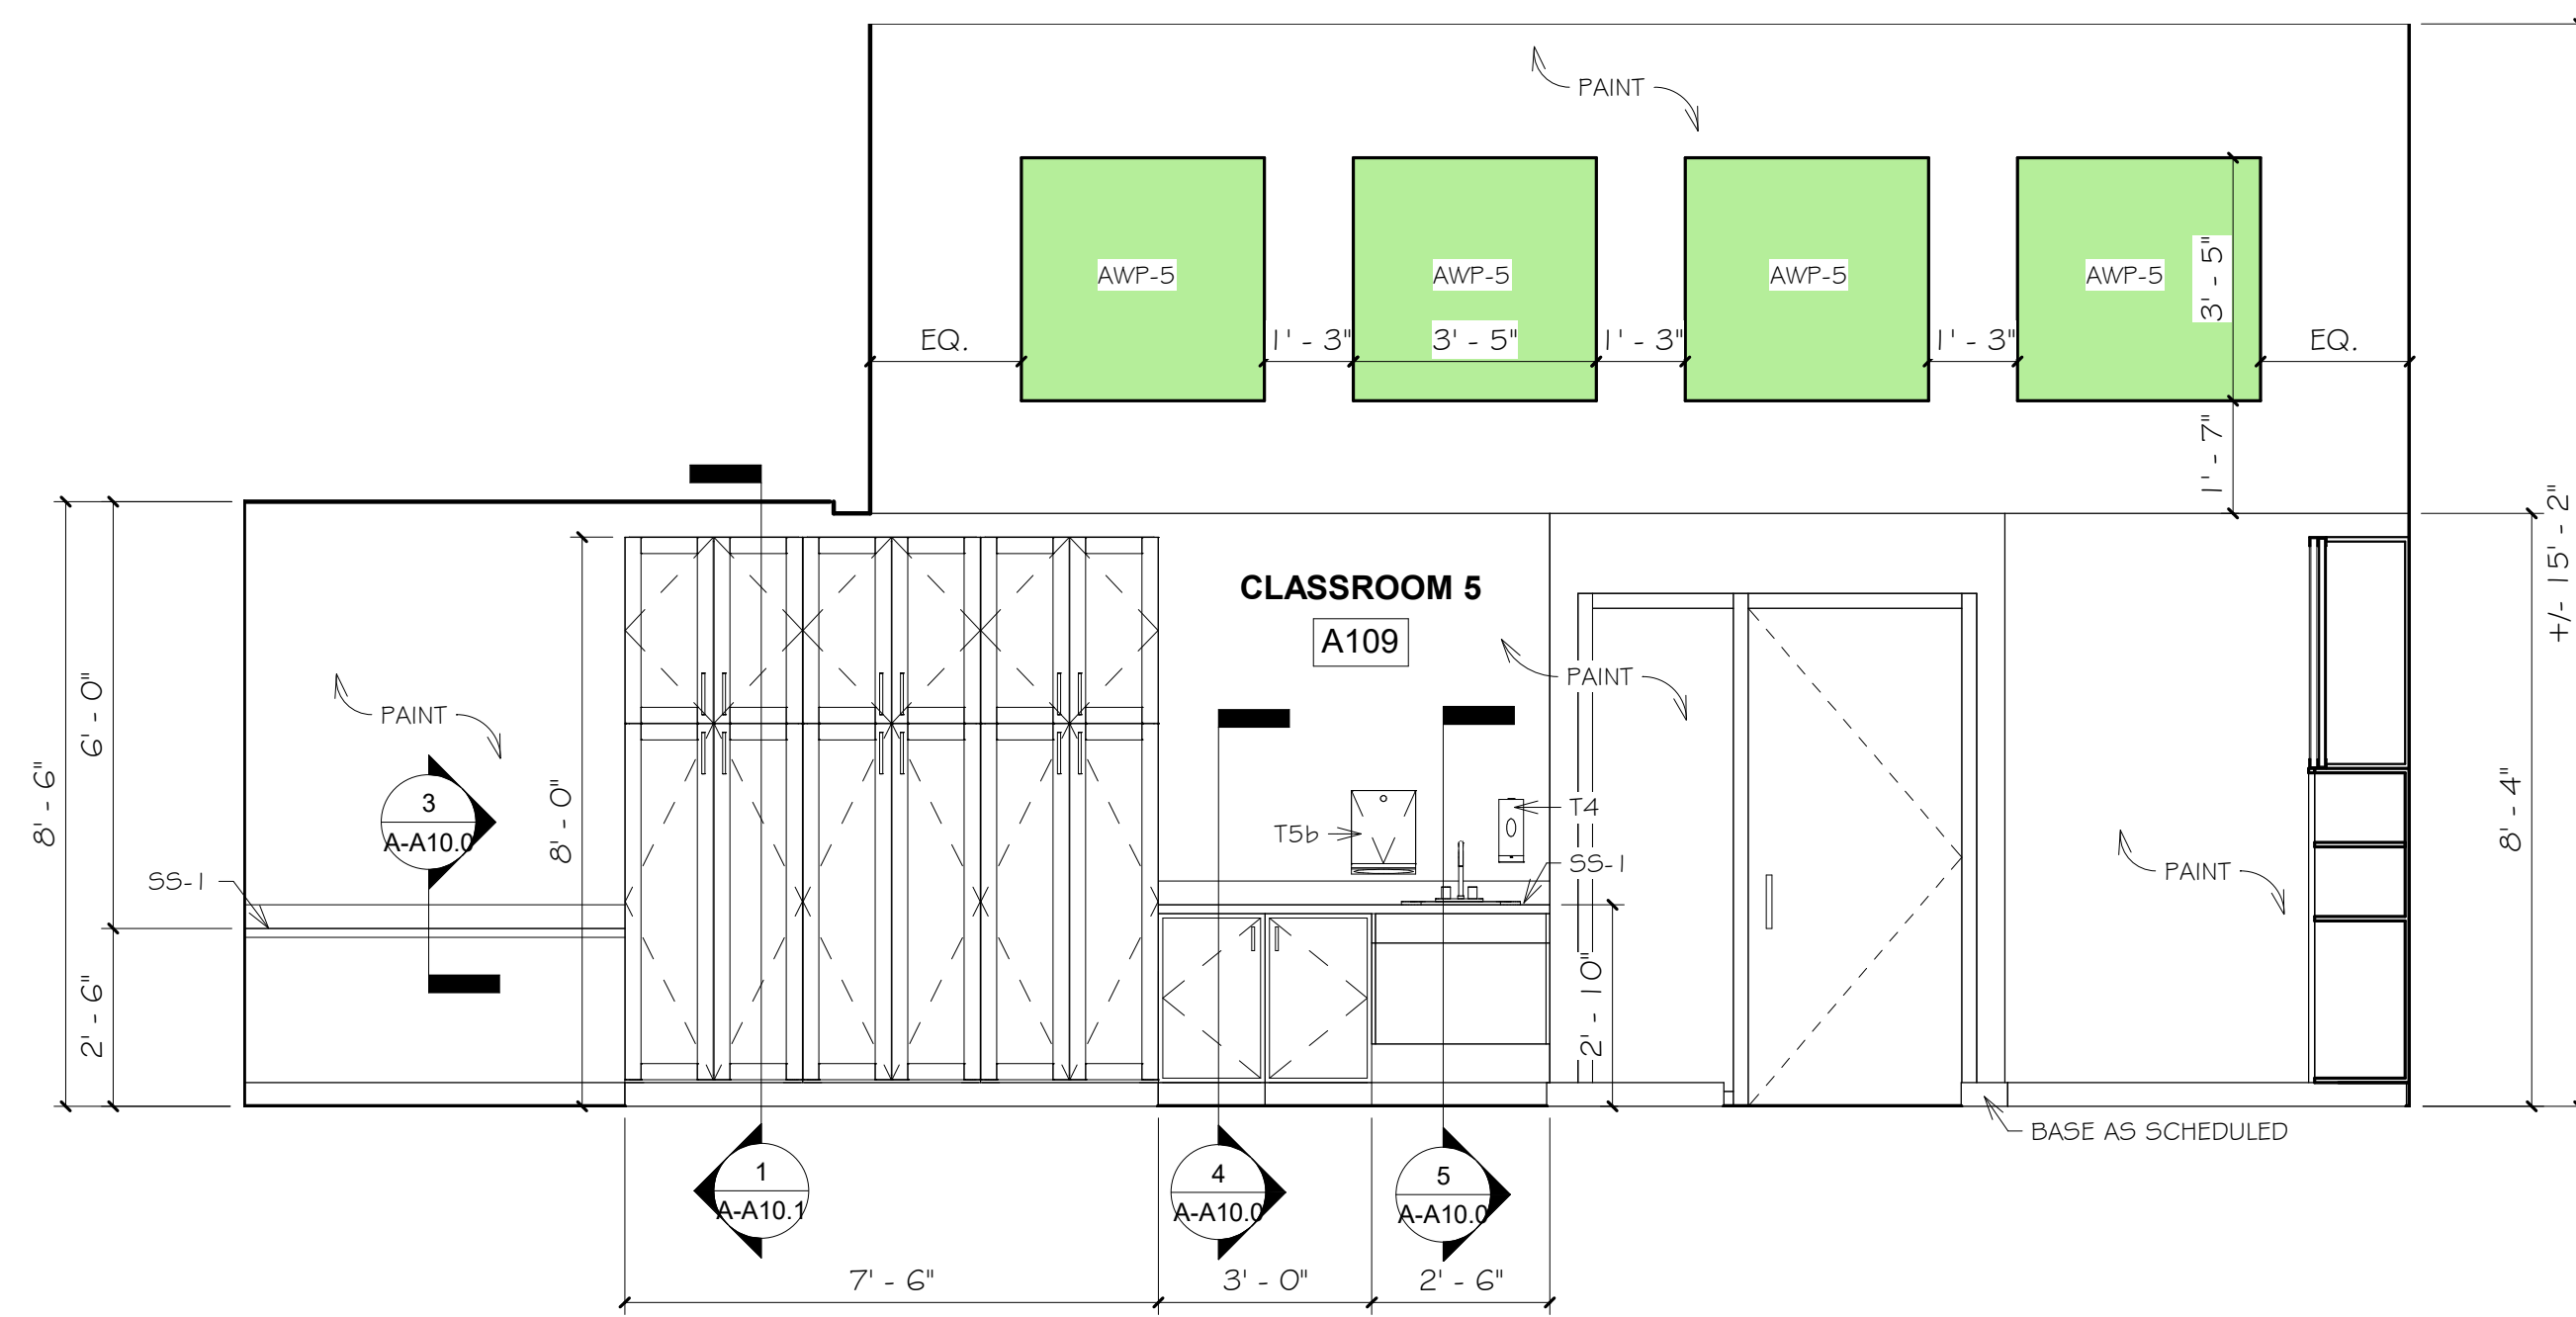 PAINT
AWP-5
AWP-5
AWP-5
AWP-5
3' - 5"
EQ.
1' - 3"
3' - 5"
1' - 3"
1' - 3"
EQ.
1' - 7"
+/- 15' - 2"
8' - 6"
6' - 0"
2' - 6"
8' - 0"
8' - 4"
2' - 10"
CLASSROOM 5
A109
PAINT
PAINT
PAINT
3
A-A10.0
SS-1
T5b
T4
SS-1
BASE AS SCHEDULED
1
A-A10.1
4
A-A10.0
5
A-A10.0
7' - 6"
3' - 0"
2' - 6"